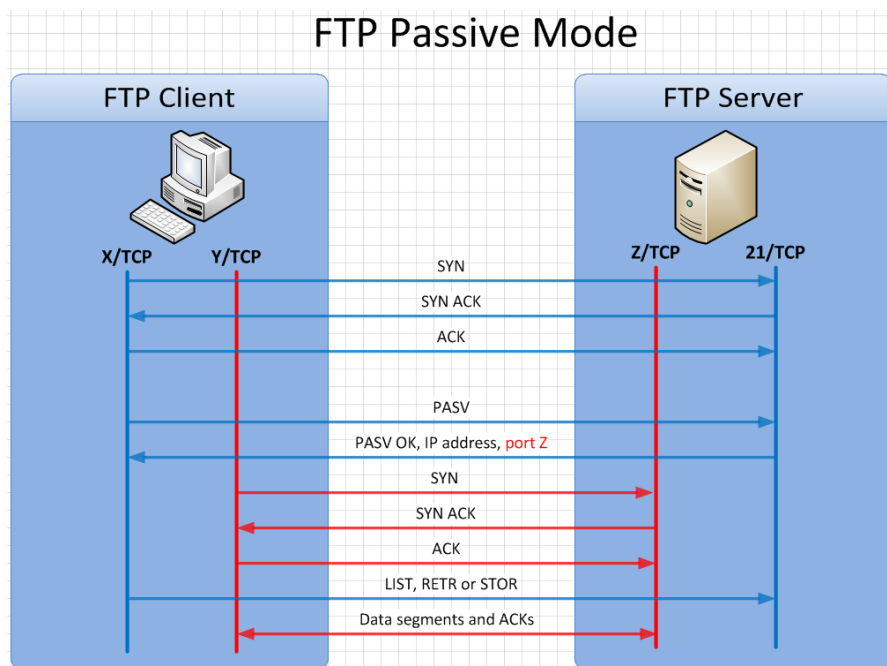 FTP Passive Mode
FTP Client
FTP Server
X/TCP
Y/TCP
Z/TCP
21/TCP
SYN
SYN ACK
ACK
PASV
PASV OK, IP address, port Z
SYN
SYN ACK
ACK
LIST, RETR or STOR
Data segments and ACKs